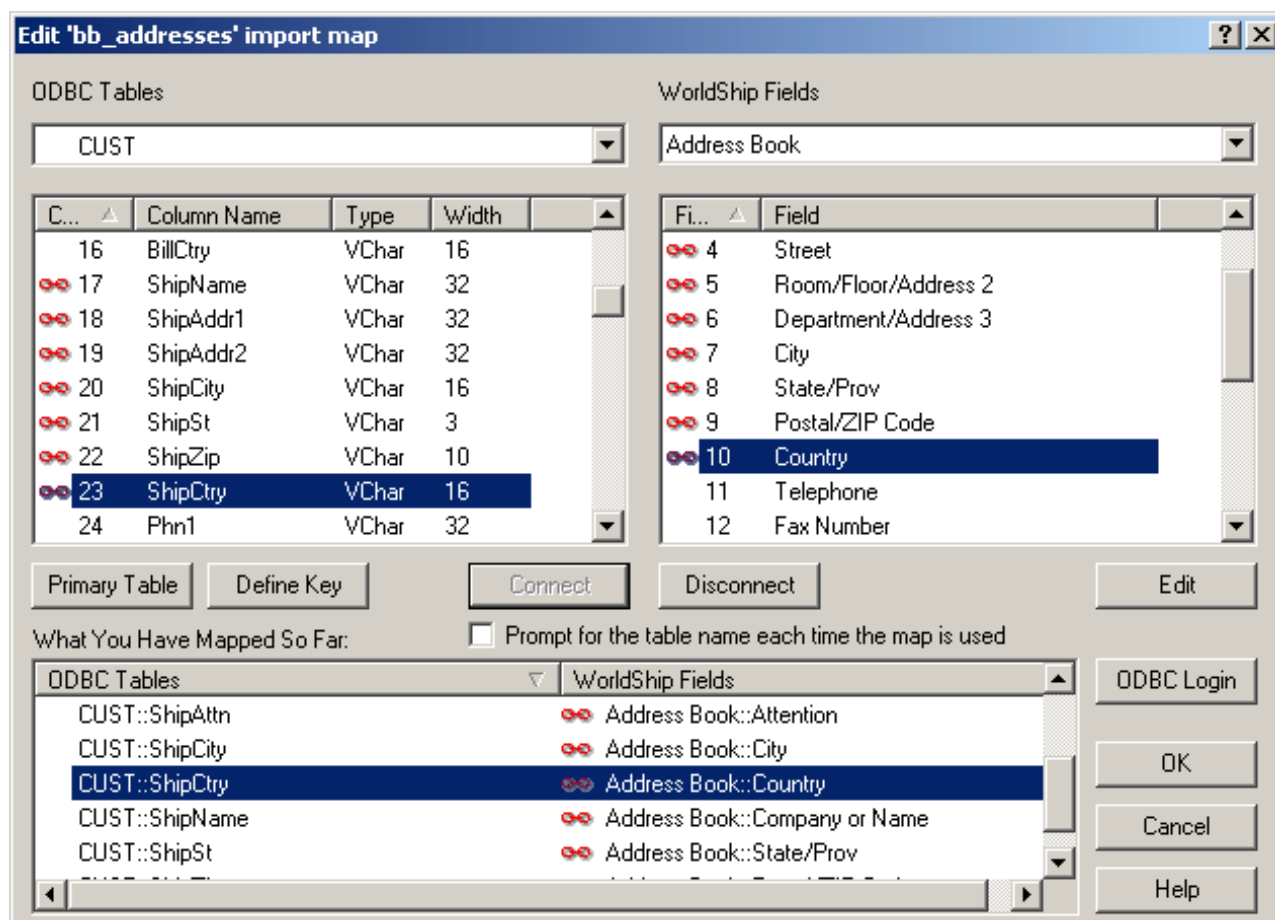 Edit 'bb_addresses' import map
ODBC Tables
WorldShip Fields
CUST
Address Book
C... Column Name Type Width
16 BillCtry VChar 16
17 ShipName VChar 32
18 ShipAddr1 VChar 32
19 ShipAddr2 VChar 32
20 ShipCity VChar 16
21 ShipSt VChar 3
22 ShipZip VChar 10
23 ShipCtry VChar 16
24 Phn1 VChar 32
Fi... Field
4 Street
5 Room/Floor/Address 2
6 Department/Address 3
7 City
8 State/Prov
9 Postal/ZIP Code
10 Country
11 Telephone
12 Fax Number
Primary Table Define Key Connect Disconnect Edit
What You Have Mapped So Far: Prompt for the table name each time the map is used
ODBC Tables WorldShip Fields
CUST::ShipAttn Address Book::Attention
CUST::ShipCity Address Book::City
CUST::ShipCtry Address Book::Country
CUST::ShipName Address Book::Company or Name
CUST::ShipSt Address Book::State/Prov
ODBC Login
OK
Cancel
Help